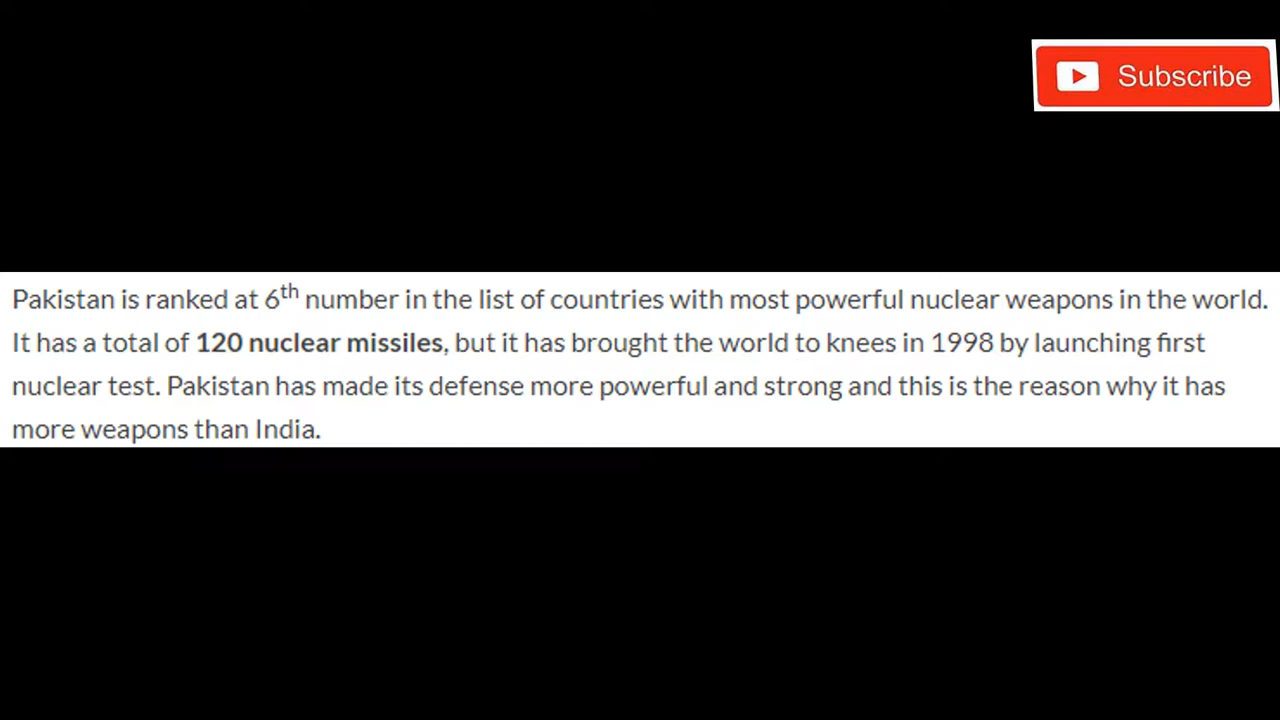 Subscribe
Pakistan is ranked at 6th number in the list of countries with most powerful nuclear weapons in the world.
It has a total of 120 nuclear missiles, but it has brought the world to knees in 1998 by launching first
nuclear test. Pakistan has made its defense more powerful and strong and this is the reason why it has
more weapons than India.